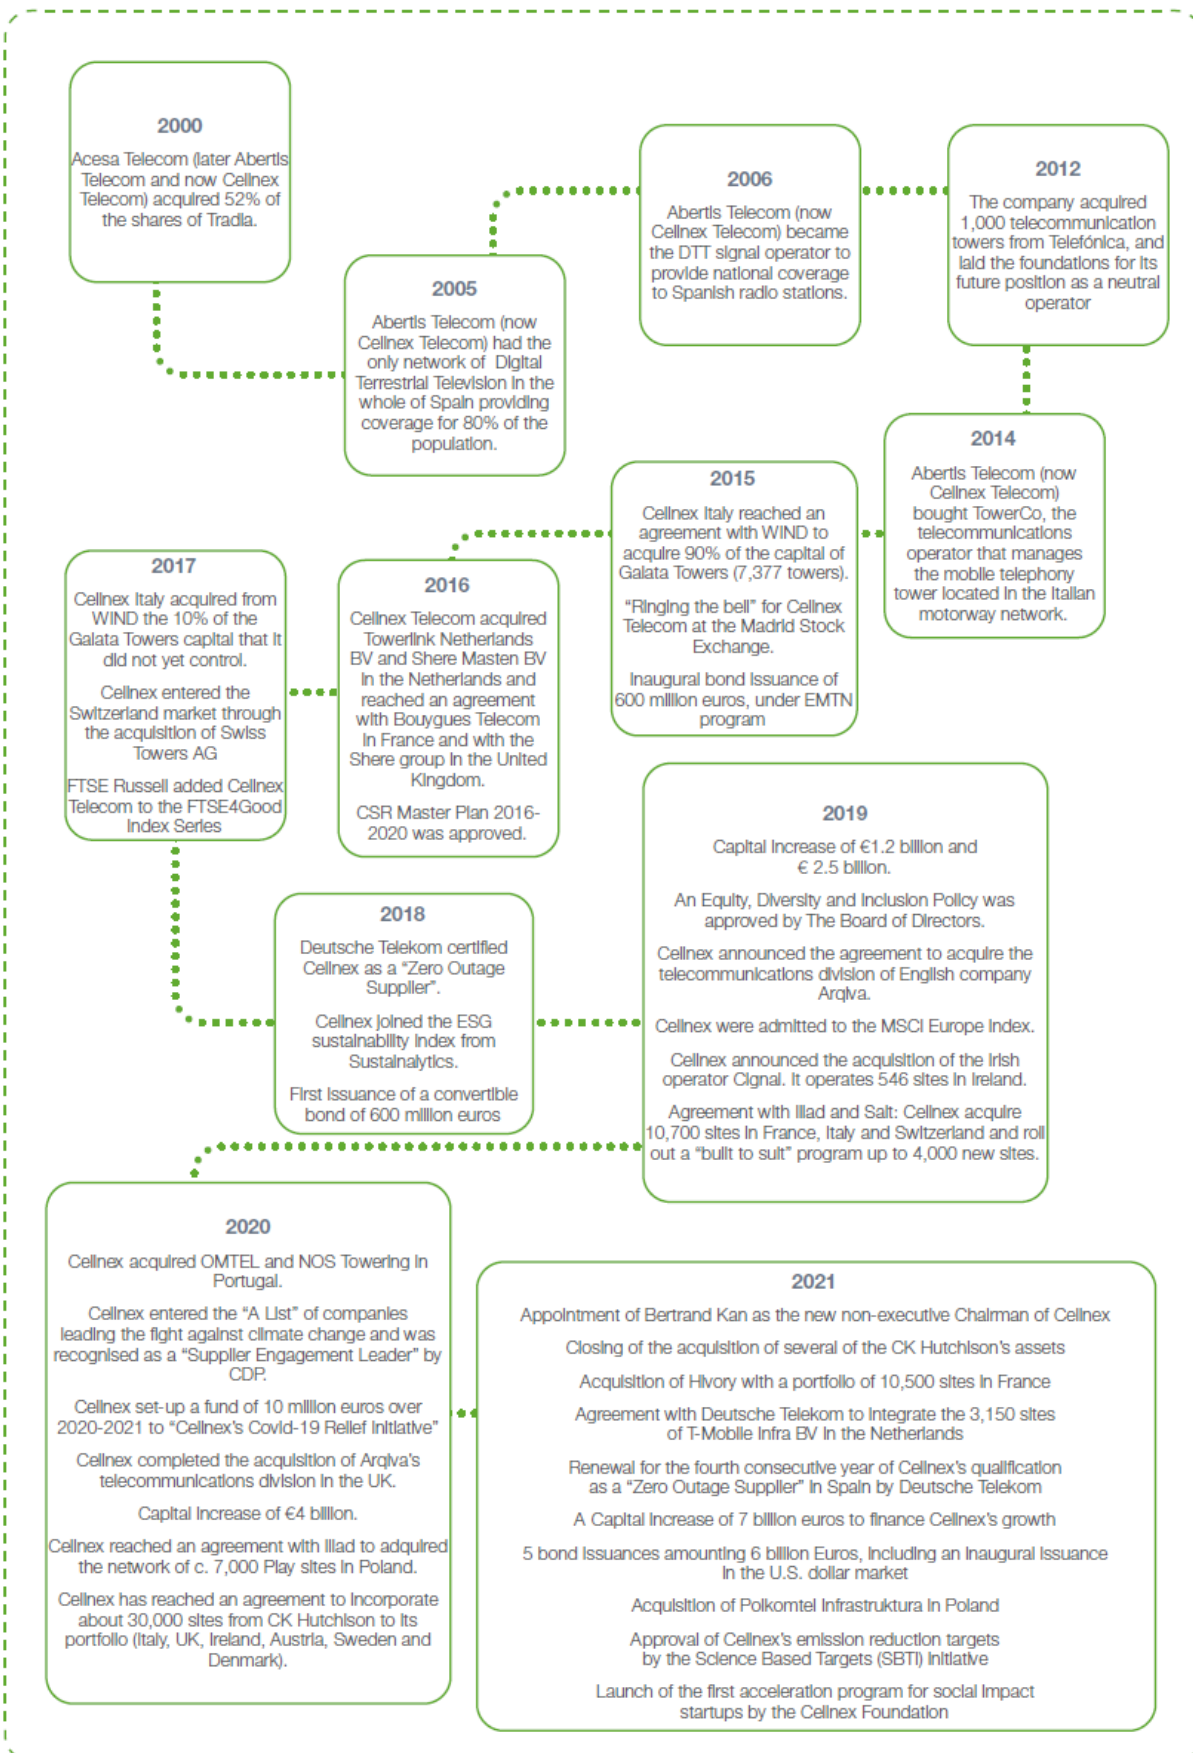 2000
Acesa Telecom (later Abertis
Telecom and now Cellnex
Telecom) acquired 52% of
the shares of Tradia.
2005
Abertis Telecom (now
Cellnex Telecom) had the
only network of Digital
Terrestrial Television in the
whole of Spain providing
coverage for 80% of the
population.
2006
Abertis Telecom (now
Cellnex Telecom) became
the DTT signal operator to
provide national coverage
to Spanish radio stations.
2012
The company acquired
1,000 telecommunication
towers from Telefónica, and
laid the foundations for its
future position as a neutral
operator
2014
Abertis Telecom (now
Cellnex Telecom)
bought TowerCo, the
telecommunications
operator that manages
the mobile telephony
tower located in the Italian
motorway network.
2015
Cellnex Italy reached an
agreement with WIND to
acquire 90% of the capital of
Galata Towers (7,377 towers).
“Ringing the bell” for Cellnex
Telecom at the Madrid Stock
Exchange.
Inaugural bond issuance of
600 million euros, under EMTN
program
2016
Cellnex Telecom acquired
Towerlink Netherlands
BV and Shere Masten BV
in the Netherlands and
reached an agreement
with Bouygues Telecom
in France and with the
Shere group in the United
Kingdom.
CSR Master Plan 2016-
2020 was approved.
2017
Cellnex Italy acquired from
WIND the 10% of the
Galata Towers capital that it
did not yet control.
Cellnex entered the
Switzerland market through
the acquisition of Swiss
Towers AG
FTSE Russell added Cellnex
Telecom to the FTSE4Good
Index Series
2018
Deutsche Telekom certified
Cellnex as a “Zero Outage
Supplier”.
Cellnex joined the ESG
sustainability index from
Sustainalytics.
First issuance of a convertible
bond of 600 million euros
2019
Capital Increase of €1.2 billion and
€ 2.5 billion.
An Equity, Diversity and Inclusion Policy was
approved by The Board of Directors.
Cellnex announced the agreement to acquire the
telecommunications division of English company
Arqiva.
Cellnex were admitted to the MSCI Europe Index.
Cellnex announced the acquisition of the Irish
operator Cignal. It operates 546 sites in Ireland.
Agreement with Iliad and Salt: Cellnex acquire
10,700 sites in France, Italy and Switzerland and roll
out a “built to suit” program up to 4,000 new sites.
2020
Cellnex acquired OMTEL and NOS Towering in
Portugal.
Cellnex entered the “A List” of companies
leading the fight against climate change and was
recognised as a “Supplier Engagement Leader” by
CDP.
Cellnex set-up a fund of 10 million euros over
2020-2021 to “Cellnex’s Covid-19 Relief Initiative”
Cellnex completed the acquisition of Arqiva’s
telecommunications division in the UK.
Capital Increase of €4 billion.
Cellnex reached an agreement with Iliad to adquired
the network of c. 7,000 Play sites in Poland.
Cellnex has reached an agreement to incorporate
about 30,000 sites from CK Hutchison to its
portfolio (Italy, UK, Ireland, Austria, Sweden and
Denmark).
2021
Appointment of Bertrand Kan as the new non-executive Chairman of Cellnex
Closing of the acquisition of several of the CK Hutchison’s assets
Acquisition of Hivory with a portfolio of 10,500 sites in France
Agreement with Deutsche Telekom to integrate the 3,150 sites
of T-Mobile Infra BV in the Netherlands
Renewal for the fourth consecutive year of Cellnex’s qualification
as a “Zero Outage Supplier” in Spain by Deutsche Telekom
A Capital Increase of 7 billion euros to finance Cellnex’s growth
5 bond issuances amounting 6 billion Euros, including an inaugural issuance
in the U.S. dollar market
Acquisition of Polkomtel Infrastruktura in Poland
Approval of Cellnex’s emission reduction targets
by the Science Based Targets (SBTI) Initiative
Launch of the first acceleration program for social impact
startups by the Cellnex Foundation